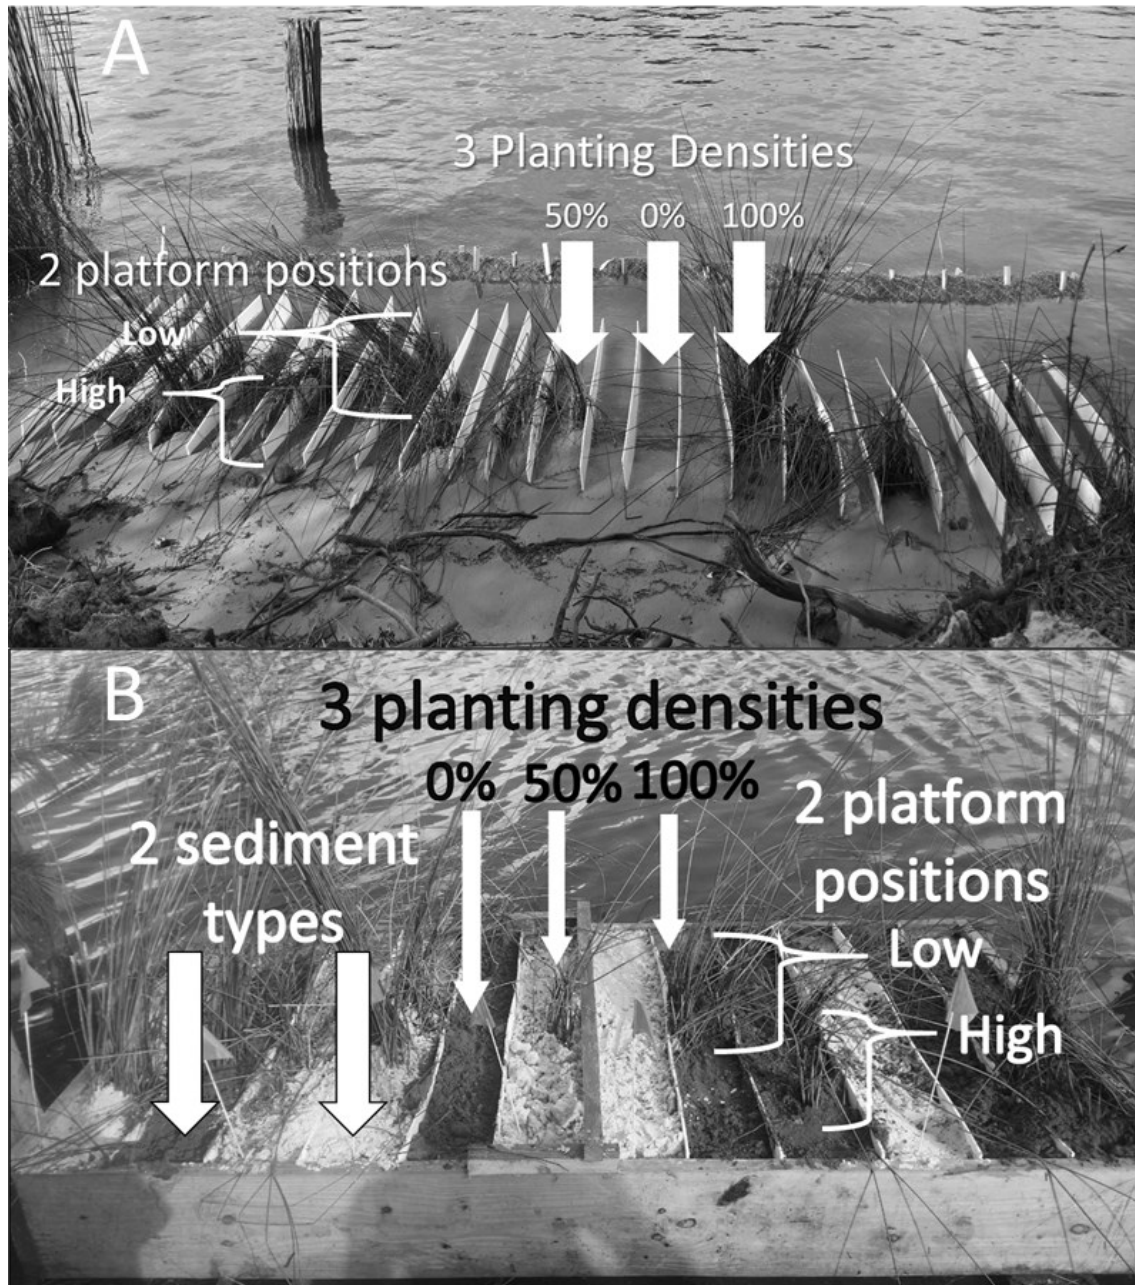 A
3 Planting Densities
50% 0% 100%
2 platform positiohs
Low
High
B
3 planting densities
0% 50% 100%
2 sediment
types
2 platform
positions
Low
High